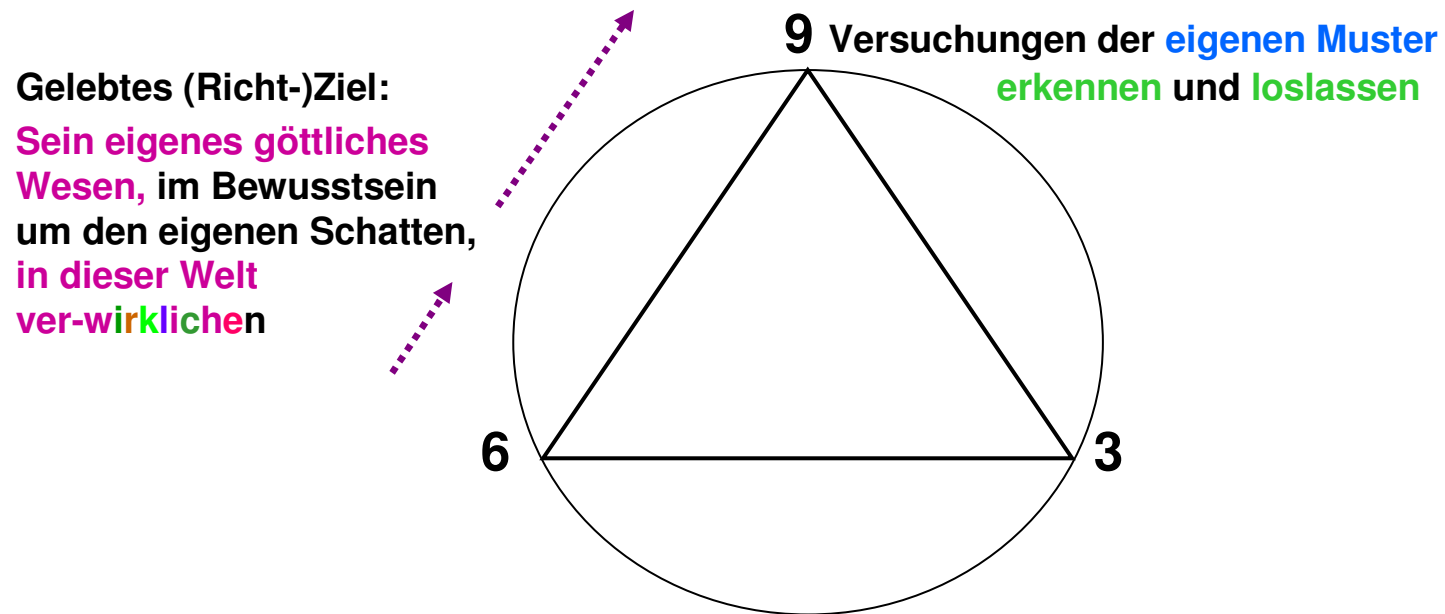 Gelebtes (Richt-)Ziel:
Sein eigenes göttliches
Wesen, im Bewusstsein
um den eigenen Schatten,
in dieser Welt
ver-wirklichen
9 Versuchungen der eigenen Muster
erkennen und loslassen
6
3